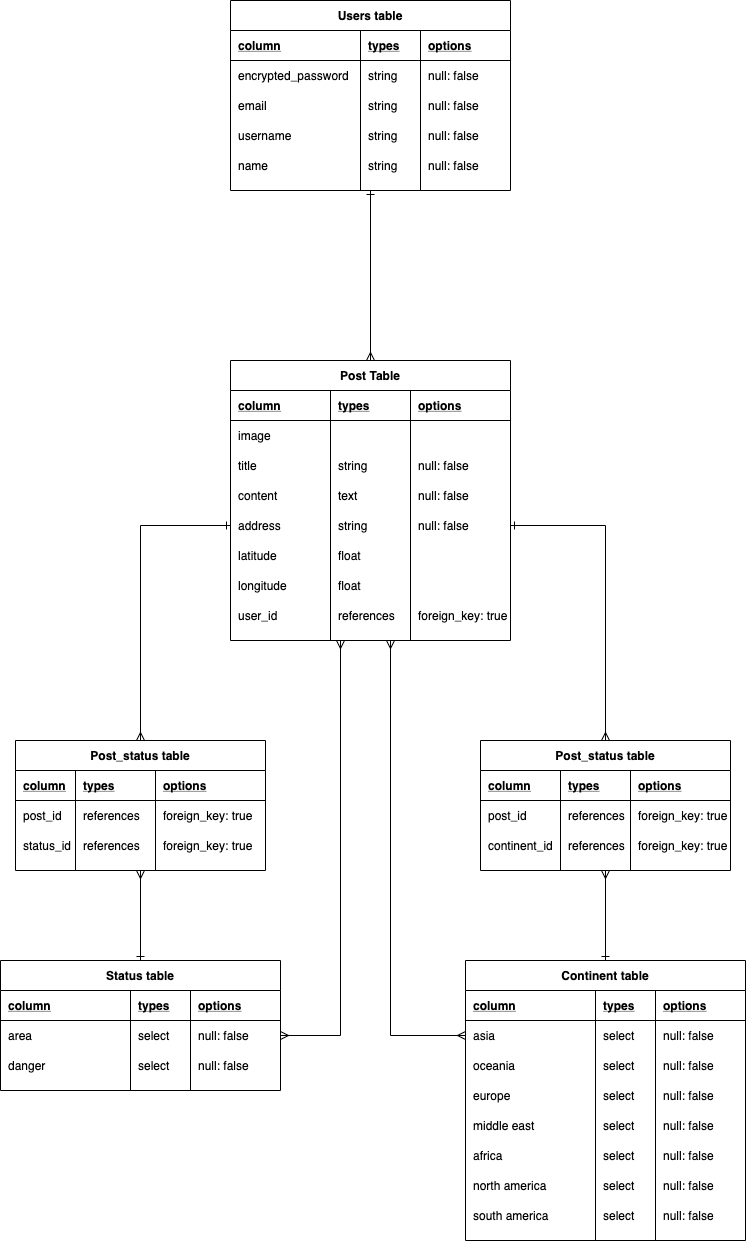 Users table
column types options
encrypted_password string null: false
email string null: false
username string null: false
name string null: false
Post Table
column types options
image
title string null: false
content text null: false
address string null: false
latitude float
longitude float
user_id references foreign_key: true
Post_status table
column types options
post_id references foreign_key: true
status_id references foreign_key: true
Post_status table
column types options
post_id references foreign_key: true
continent_id references foreign_key: true
Status table
column types options
area select null: false
danger select null: false
Continent table
column types options
asia select null: false
oceania select null: false
europe select null: false
middle east select null: false
africa select null: false
north america select null: false
south america select null: false